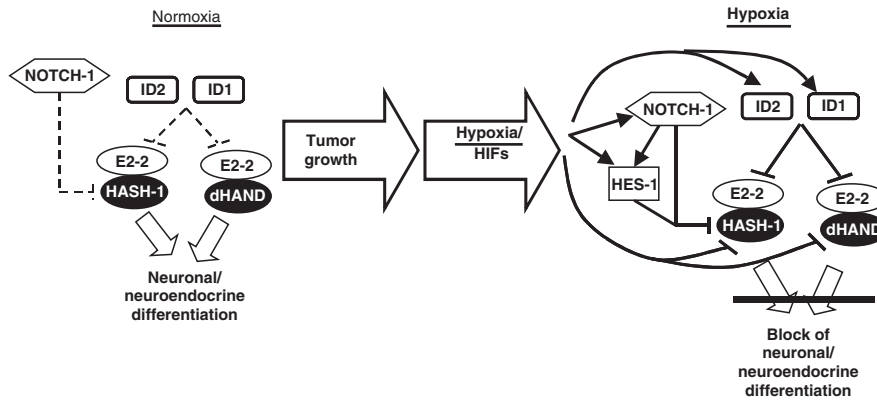 Normoxia
NOTCH-1
ID2
ID1
E2-2
HASH-1
E2-2
dHAND
Neuronal/
neuroendocrine
differentiation
Tumor
growth
Hypoxia/
HIFs
Hypoxia
NOTCH-1
ID2
ID1
HES-1
E2-2
HASH-1
E2-2
dHAND
Block of
neuronal/
neuroendocrine
differentiation